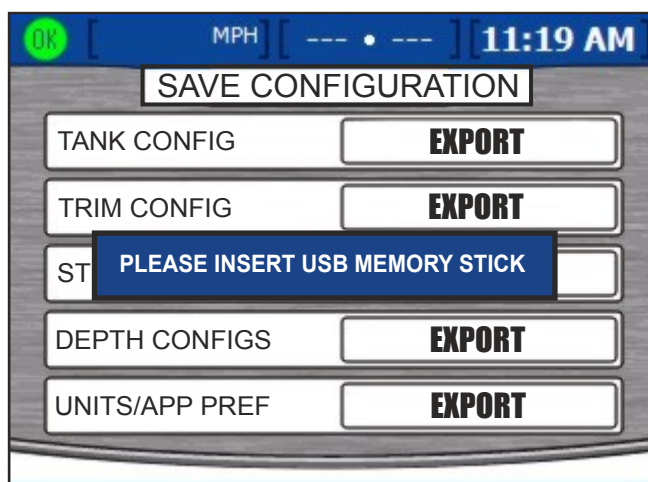 OK [ MPH ] [ --- • --- ] [ 11:19 AM ]
SAVE CONFIGURATION
TANK CONFIG EXPORT
TRIM CONFIG EXPORT
PLEASE INSERT USB MEMORY STICK
DEPTH CONFIGS EXPORT
UNITS/APP PREF EXPORT